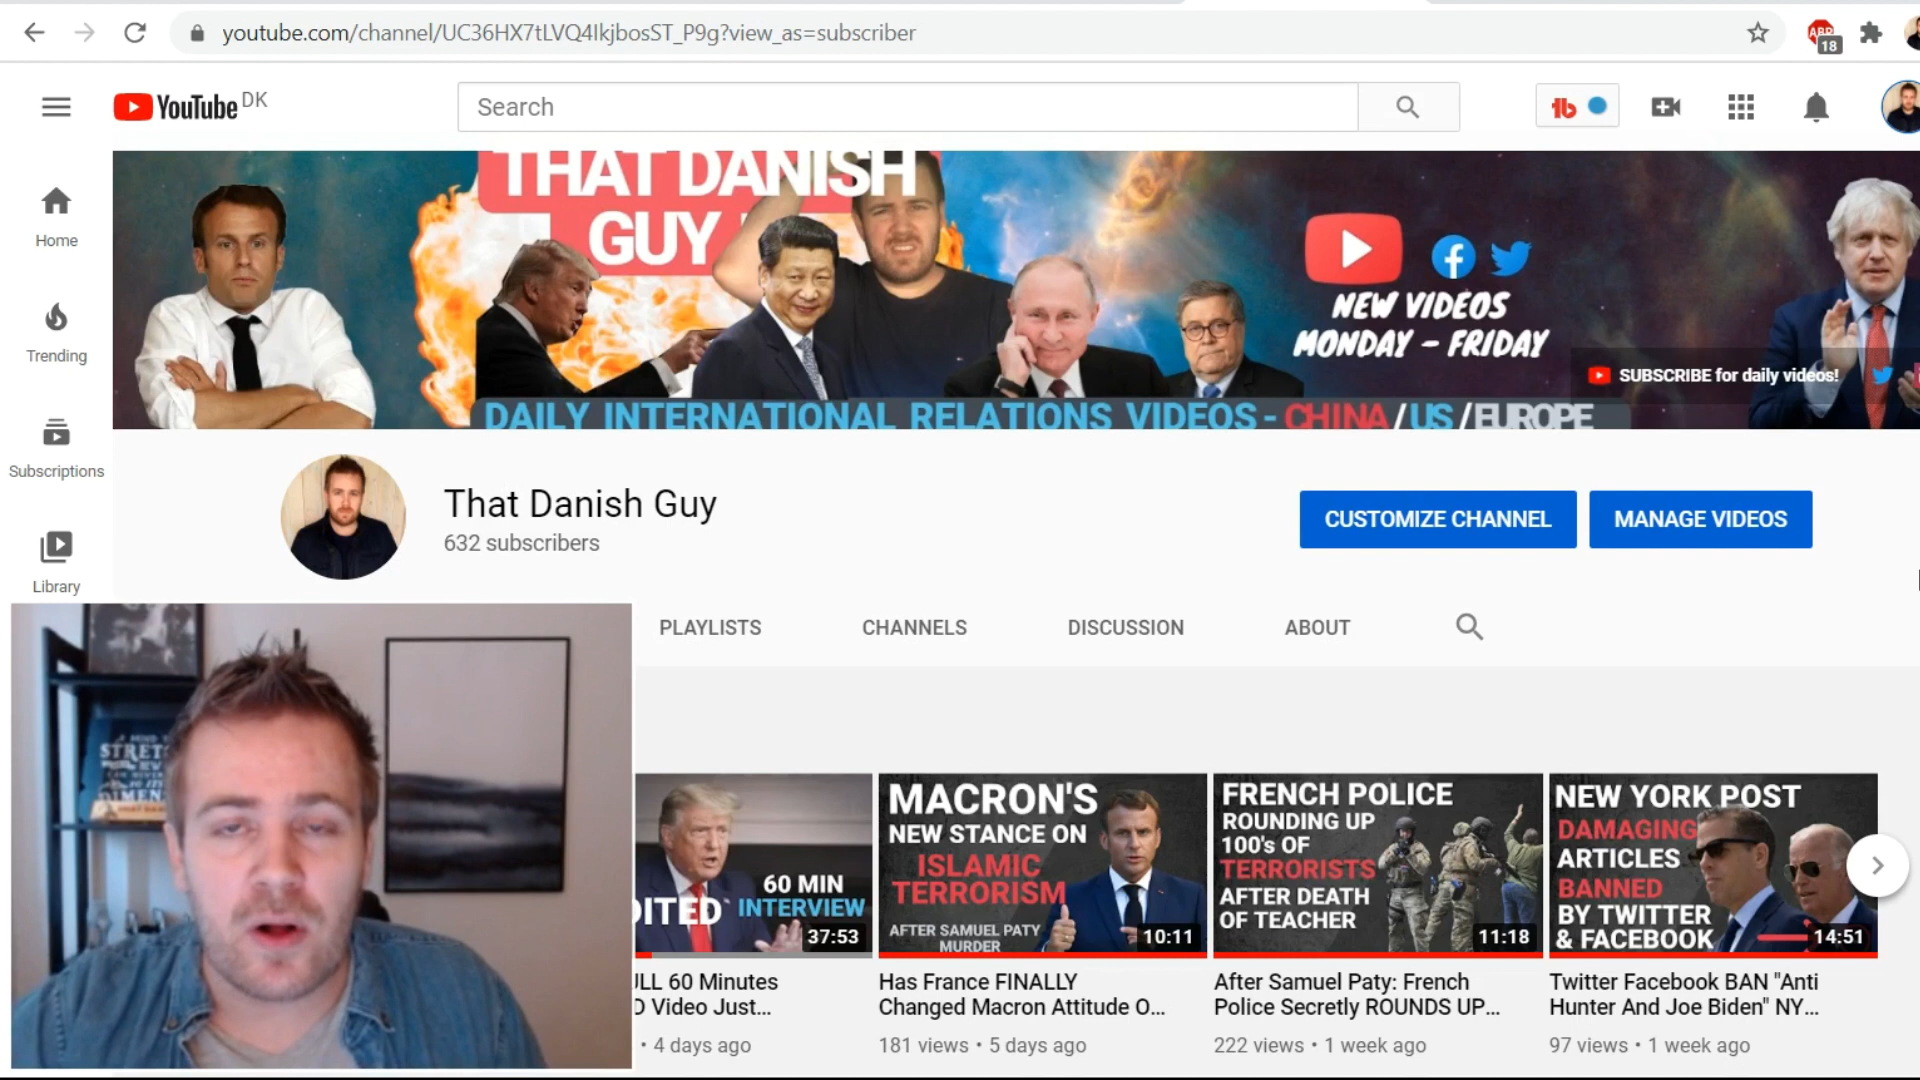 youtube.com/channel/UC36HX7tLVQ4IkjbosST_P9g?view_as=subscriber
ABP
18
YouTube DK
Search
THAT DANISH
GUY
NEW VIDEOS
MONDAY - FRIDAY
SUBSCRIBE for daily videos!
DAILY INTERNATIONAL RELATIONS VIDEOS - CHINA/US/EUROPE
Home
Trending
Subscriptions
Library
That Danish Guy
632 subscribers
CUSTOMIZE CHANNEL
MANAGE VIDEOS
PLAYLISTS
CHANNELS
DISCUSSION
ABOUT
60 MIN
DITED INTERVIEW
37:53
MACRON'S
NEW STANCE ON
ISLAMIC
TERRORISM
AFTER SAMUEL PATY
MURDER
10:11
FRENCH POLICE
ROUNDING UP
100's OF
TERRORISTS
AFTER DEATH
OF TEACHER
11:18
NEW YORK POST
DAMAGING
ARTICLES
BANNED
BY TWITTER
& FACEBOOK
14:51
ULL 60 Minutes
D Video Just...
• 4 days ago
Has France FINALLY
Changed Macron Attitude O...
181 views • 5 days ago
After Samuel Paty: French
Police Secretly ROUNDS UP...
222 views • 1 week ago
Twitter Facebook BAN "Anti
Hunter And Joe Biden" NY...
97 views • 1 week ago